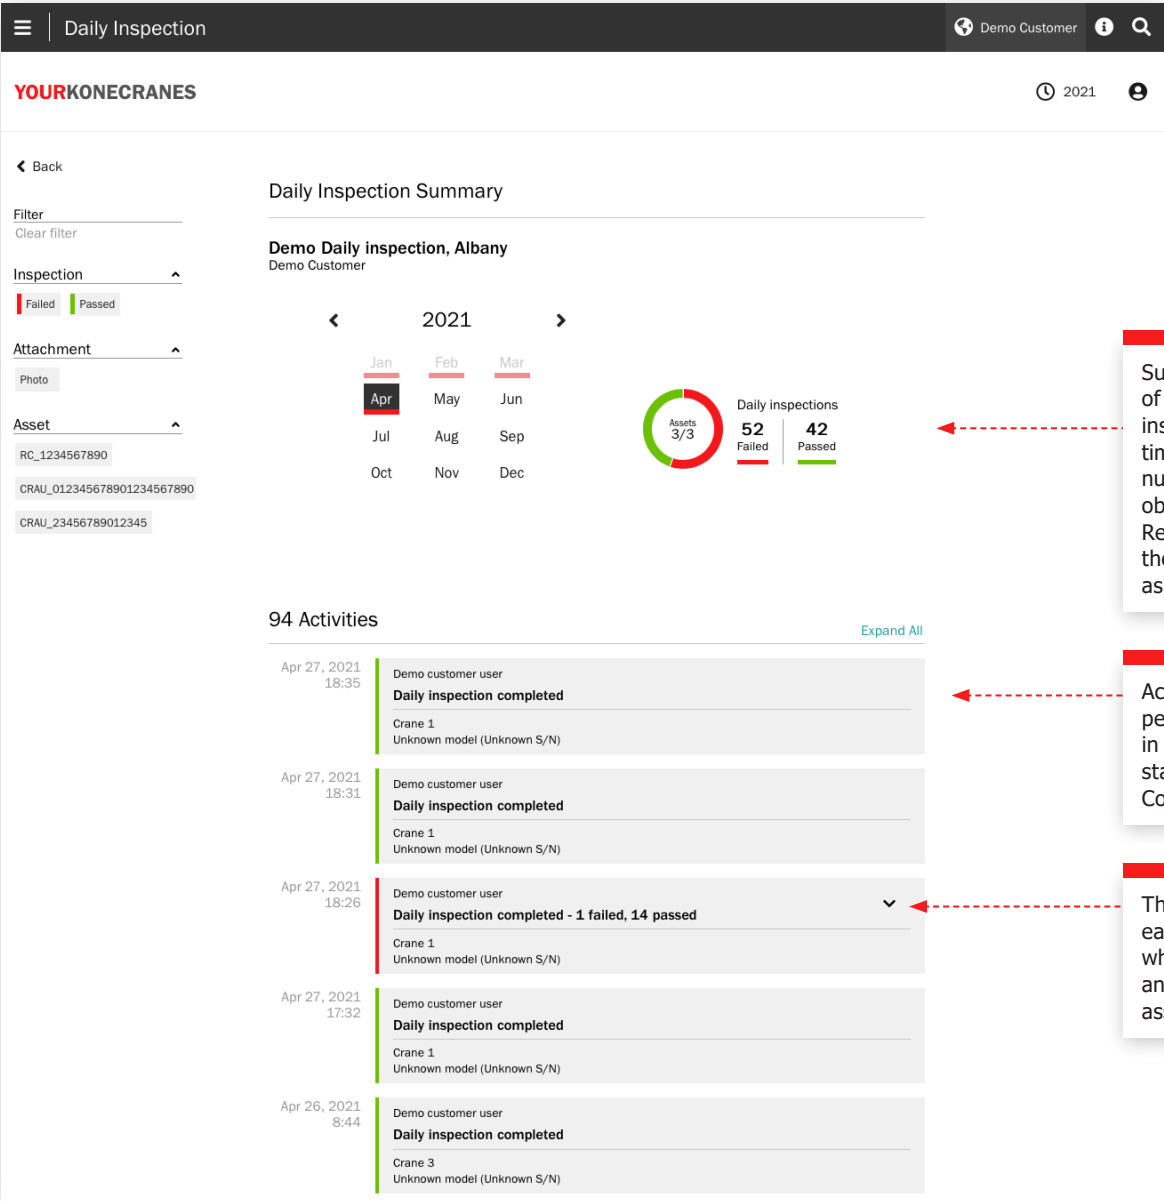 Daily Inspection
Demo Customer
YOURKONECRANES
2021
Back
Filter
Clear filter
Inspection
Failed Passed
Attachment
Photo
Asset
RC_1234567890
CRAU_012345678901234567890
CRAU_23456789012345
Daily Inspection Summary
Demo Daily inspection, Albany
Demo Customer
2021
Jan Feb Mar
Apr May Jun
Jul Aug Sep
Oct Nov Dec
Assets
3/3
Daily inspections
52 42
Failed Passed
94 Activities
Expand All
Apr 27, 2021
18:35
Demo customer user
Daily inspection completed
Crane 1
Unknown model (Unknown S/N)
Apr 27, 2021
18:31
Demo customer user
Daily inspection completed
Crane 1
Unknown model (Unknown S/N)
Apr 27, 2021
18:26
Demo customer user
Daily inspection completed - 1 failed, 14 passed
Crane 1
Unknown model (Unknown S/N)
Apr 27, 2021
17:32
Demo customer user
Daily inspection completed
Crane 1
Unknown model (Unknown S/N)
Apr 26, 2021
8:44
Demo customer user
Daily inspection completed
Crane 3
Unknown model (Unknown S/N)
of
in